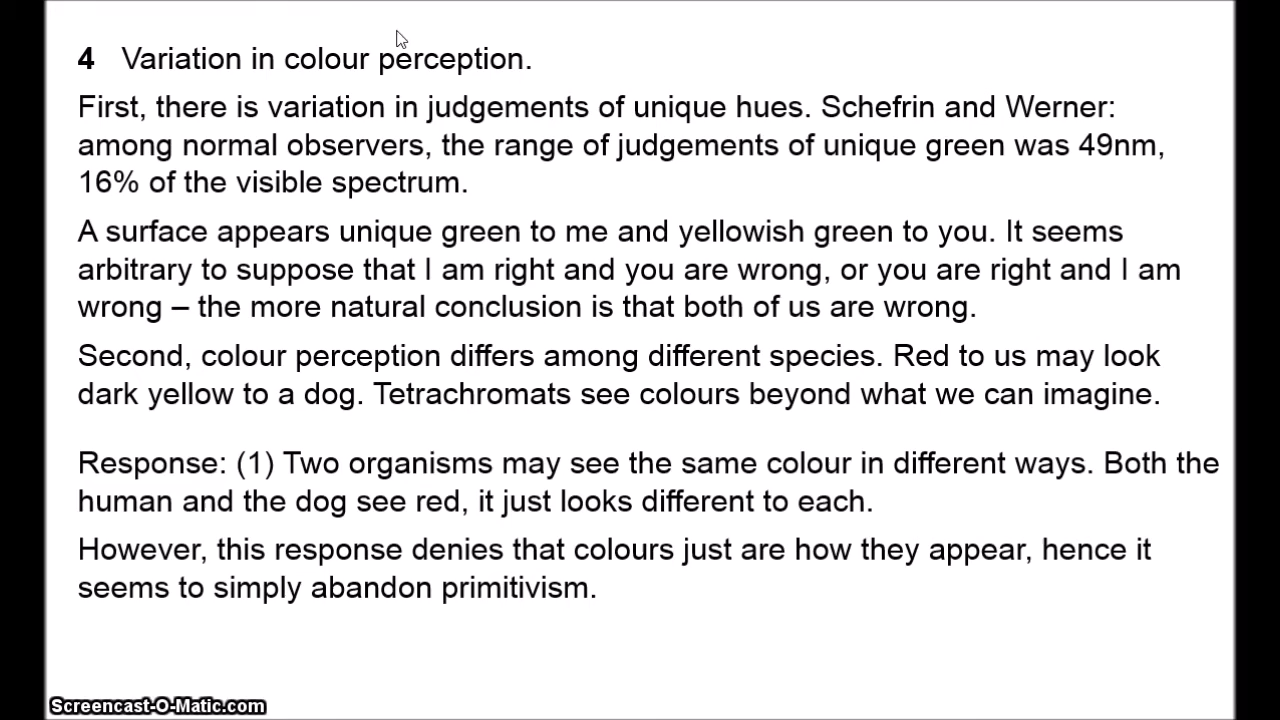 4 Variation in colour perception.
First, there is variation in judgements of unique hues. Schefrin and Werner:
among normal observers, the range of judgements of unique green was 49nm,
16% of the visible spectrum.
A surface appears unique green to me and yellowish green to you. It seems
arbitrary to suppose that I am right and you are wrong, or you are right and I am
wrong – the more natural conclusion is that both of us are wrong.
Second, colour perception differs among different species. Red to us may look
dark yellow to a dog. Tetrachromats see colours beyond what we can imagine.
Response: (1) Two organisms may see the same colour in different ways. Both the
human and the dog see red, it just looks different to each.
However, this response denies that colours just are how they appear, hence it
seems to simply abandon primitivism.
Screencast-O-Matic.com